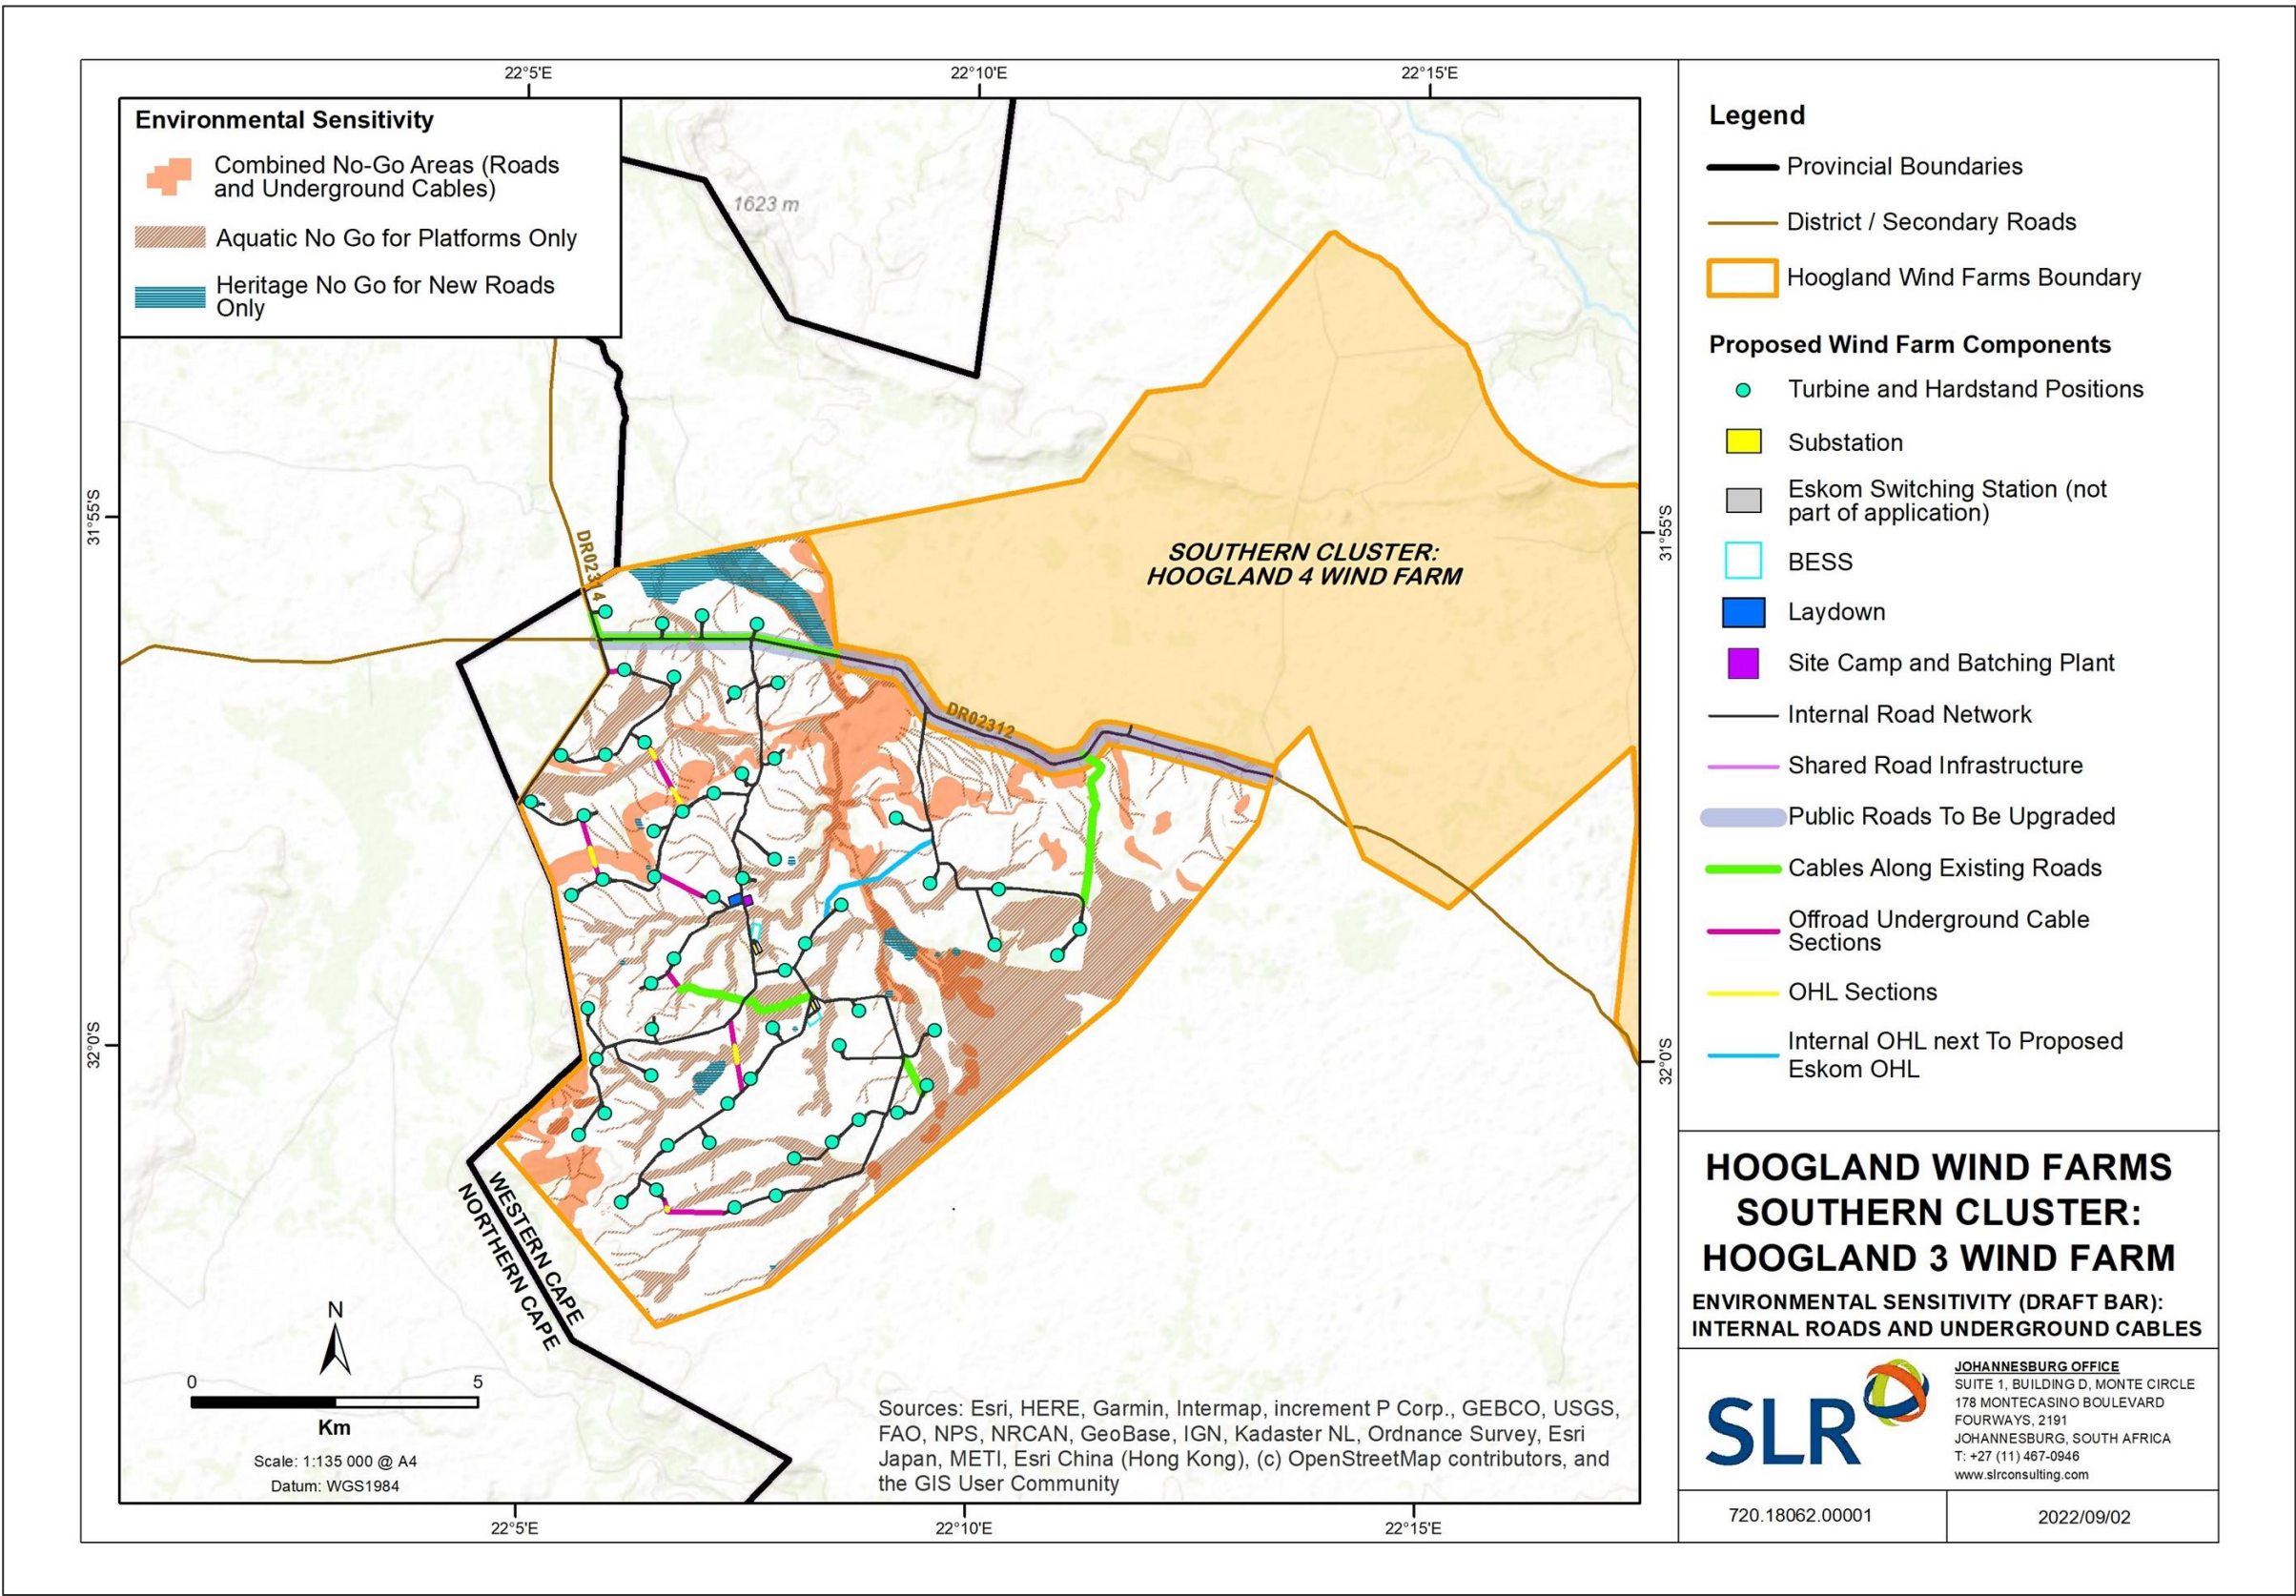 22°5'E
22°10'E
22°15'E
Environmental Sensitivity
Combined No-Go Areas (Roads
and Underground Cables)
Aquatic No Go for Platforms Only
Heritage No Go for New Roads
Only
1623 m
31°55'S
31°55'S
DR02314
SOUTHERN CLUSTER:
HOOGLAND 4 WIND FARM
DR02312
32°0'S
32°0'S
WESTERN CAPE
NORTHERN CAPE
N
0 5
Km
Scale: 1:135 000 @ A4
Datum: WGS1984
Sources: Esri, HERE, Garmin, Intermap, increment P Corp., GEBCO, USGS,
FAO, NPS, NRCAN, GeoBase, IGN, Kadaster NL, Ordnance Survey, Esri
Japan, METI, Esri China (Hong Kong), (c) OpenStreetMap contributors, and
the GIS User Community
22°5'E
22°10'E
22°15'E
Legend
Provincial Boundaries
District / Secondary Roads
Hoogland Wind Farms Boundary
Proposed Wind Farm Components
Turbine and Hardstand Positions
Substation
Eskom Switching Station (not
part of application)
BESS
Laydown
Site Camp and Batching Plant
Internal Road Network
Shared Road Infrastructure
Public Roads To Be Upgraded
Cables Along Existing Roads
Offroad Underground Cable
Sections
OHL Sections
Internal OHL next To Proposed
Eskom OHL
HOOGLAND WIND FARMS
SOUTHERN CLUSTER:
HOOGLAND 3 WIND FARM
ENVIRONMENTAL SENSITIVITY (DRAFT BAR):
INTERNAL ROADS AND UNDERGROUND CABLES
SLR
JOHANNESBURG OFFICE
SUITE 1, BUILDING D, MONTE CIRCLE
178 MONTECASINO BOULEVARD
FOURWAYS, 2191
JOHANNESBURG, SOUTH AFRICA
T: +27 (11) 467-0946
www.slrconsulting.com
720.18062.00001
2022/09/02